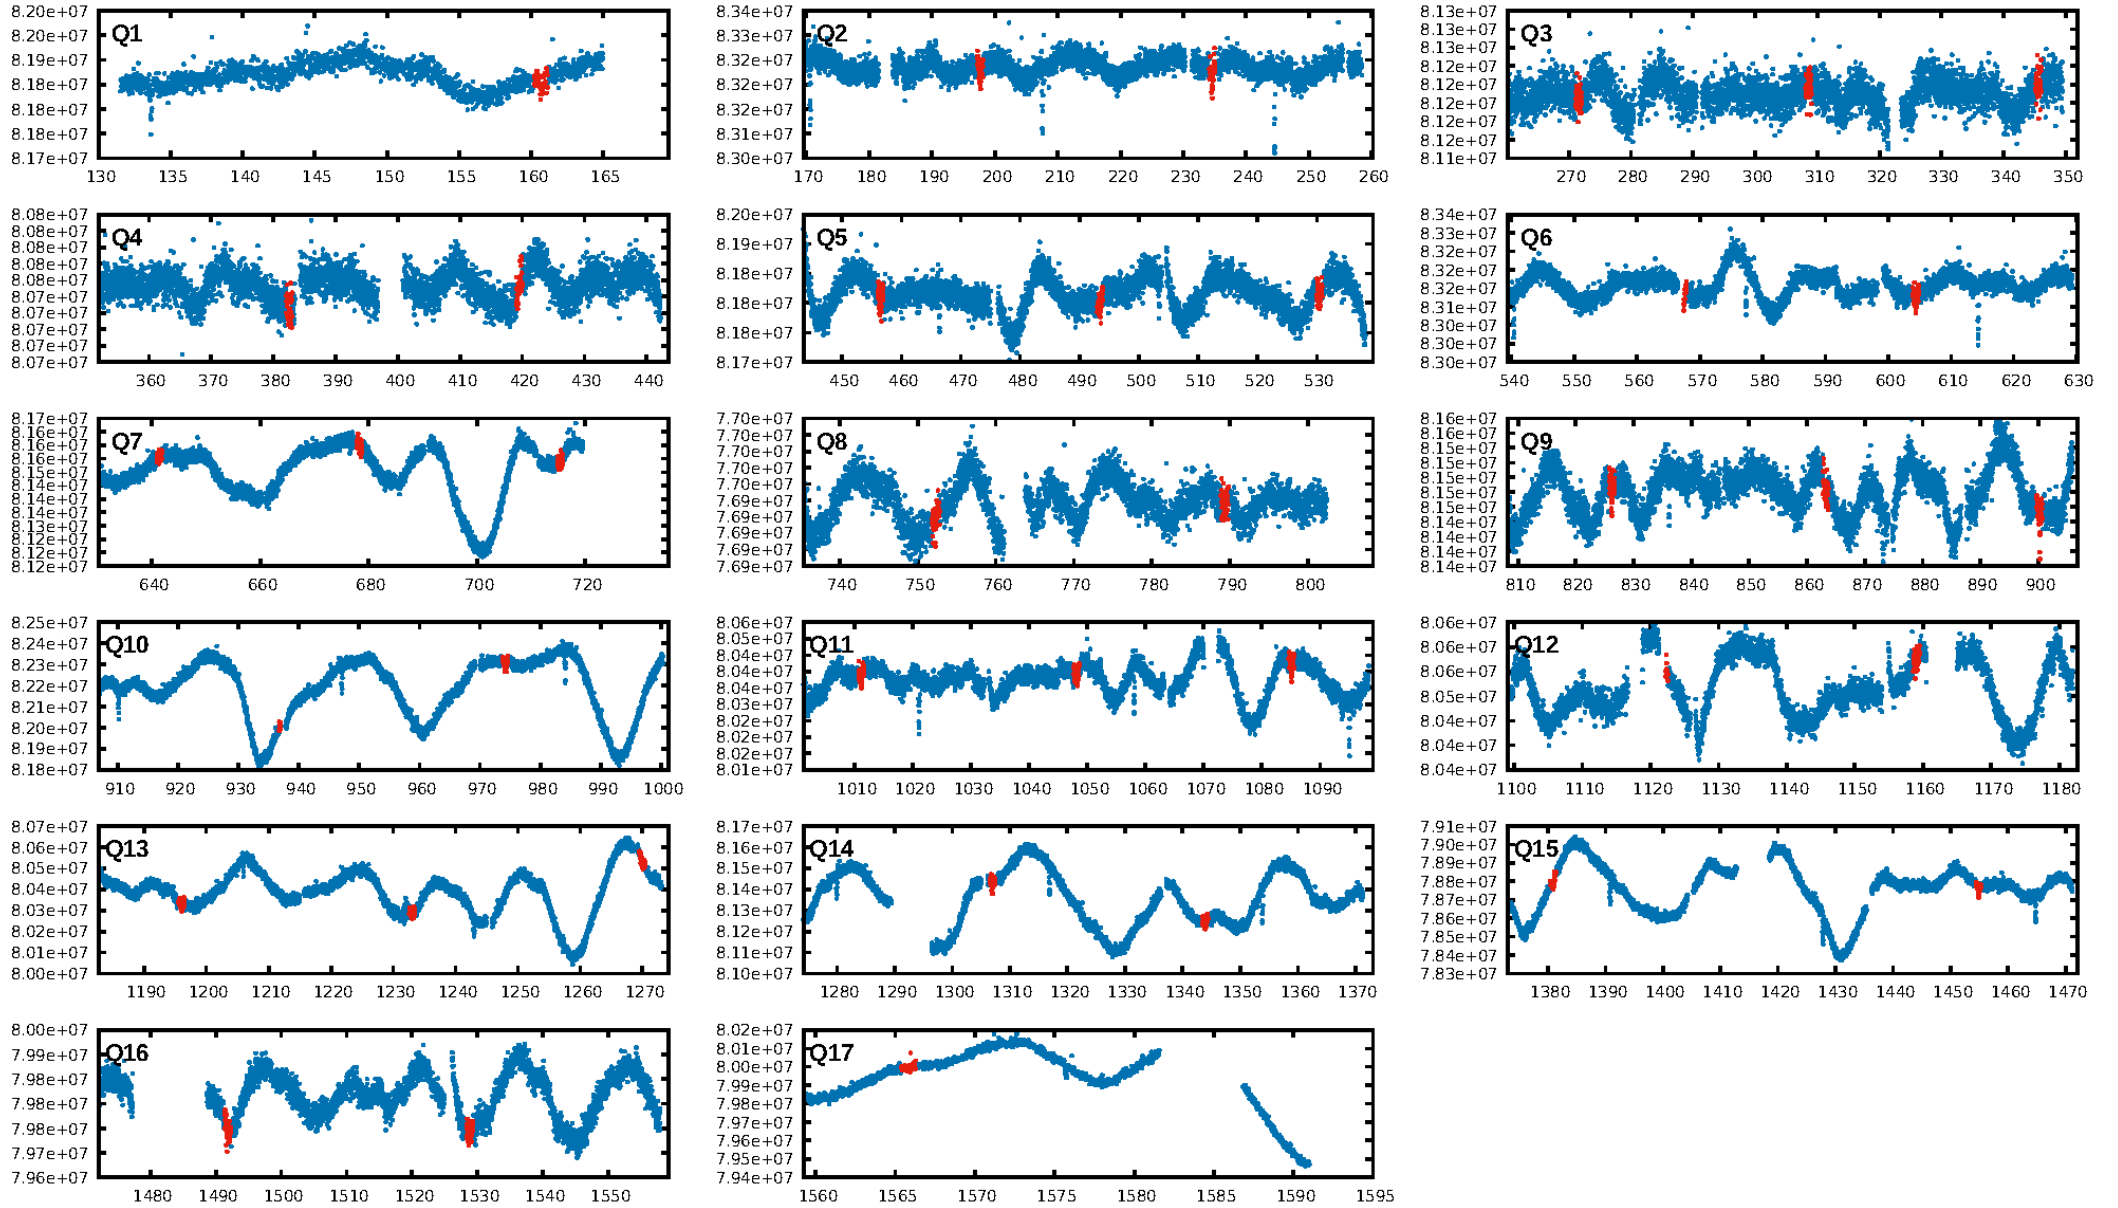 8.20e+07 8.20e+07 8.19e+07 8.18e+07 8.18e+07 8.18e+07 8.17e+07
Q1
130 135 140 145 150 155 160 165
8.34e+07 8.33e+07 8.32e+07 8.32e+07 8.31e+07 8.30e+07
Q2
170 180 190 200 210 220 230 240 250 260
8.13e+07 8.13e+07 8.13e+07 8.12e+07 8.12e+07 8.12e+07 8.12e+07 8.12e+07 8.11e+07
Q3
270 280 290 300 310 320 330 340 350
8.08e+07 8.08e+07 8.08e+07 8.08e+07 8.08e+07 8.07e+07 8.07e+07 8.07e+07 8.07e+07 8.07e+07
Q4
360 370 380 390 400 410 420 430 440
8.20e+07 8.19e+07 8.18e+07 8.18e+07 8.18e+07 8.17e+07
Q5
450 460 470 480 490 500 510 520 530
8.34e+07 8.33e+07 8.32e+07 8.32e+07 8.31e+07 8.31e+07 8.30e+07 8.30e+07 8.30e+07
Q6
540 550 560 570 580 590 600 610 620 630
8.17e+07 8.16e+07 8.16e+07 8.15e+07 8.15e+07 8.14e+07 8.14e+07 8.13e+07 8.13e+07 8.12e+07 8.12e+07
Q7
640 660 680 700 720
7.70e+07 7.70e+07 7.70e+07 7.70e+07 7.70e+07 7.69e+07 7.69e+07 7.69e+07 7.69e+07 7.69e+07
Q8
740 750 760 770 780 790 800
8.16e+07 8.16e+07 8.15e+07 8.15e+07 8.15e+07 8.15e+07 8.15e+07 8.14e+07 8.14e+07 8.14e+07
Q9
810 820 830 840 850 860 870 880 890 900
8.25e+07 8.24e+07 8.23e+07 8.22e+07 8.21e+07 8.20e+07 8.19e+07 8.18e+07
Q10
910 920 930 940 950 960 970 980 990 1000
8.06e+07 8.05e+07 8.04e+07 8.04e+07 8.04e+07 8.03e+07 8.02e+07 8.02e+07 8.02e+07 8.01e+07
Q11
1010 1020 1030 1040 1050 1060 1070 1080 1090
8.06e+07 8.06e+07 8.06e+07 8.05e+07 8.04e+07 8.04e+07 8.04e+07
Q12
1100 1110 1120 1130 1140 1150 1160 1170 1180
8.07e+07 8.06e+07 8.05e+07 8.04e+07 8.03e+07 8.02e+07 8.01e+07 8.00e+07
Q13
1190 1200 1210 1220 1230 1240 1250 1260 1270
8.17e+07 8.16e+07 8.15e+07 8.14e+07 8.13e+07 8.12e+07 8.11e+07 8.10e+07
Q14
1280 1290 1300 1310 1320 1330 1340 1350 1360 1370
7.91e+07 7.90e+07 7.89e+07 7.88e+07 7.87e+07 7.86e+07 7.85e+07 7.84e+07 7.83e+07
Q15
1380 1390 1400 1410 1420 1430 1440 1450 1460 1470
8.00e+07 7.99e+07 7.98e+07 7.98e+07 7.98e+07 7.97e+07 7.96e+07
Q16
1480 1490 1500 1510 1520 1530 1540 1550
8.02e+07 8.01e+07 8.00e+07 7.99e+07 7.98e+07 7.96e+07 7.95e+07 7.94e+07
Q17
1560 1565 1570 1575 1580 1585 1590 1595